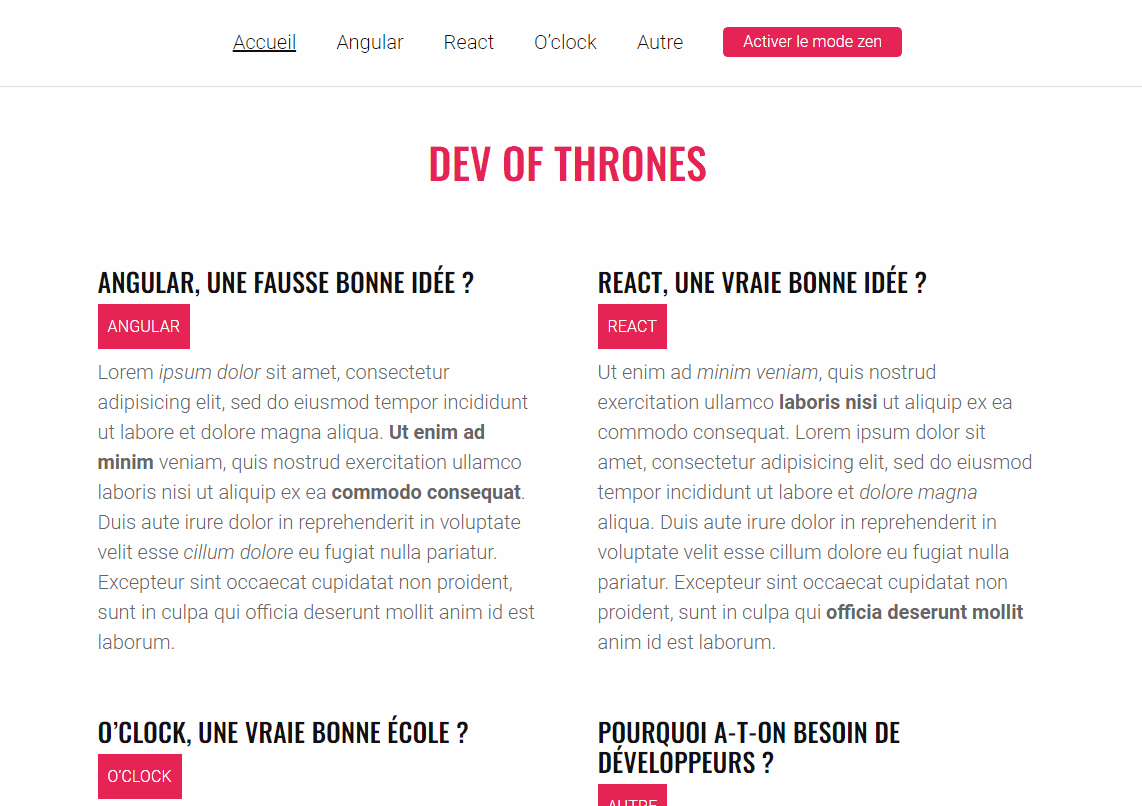 Accueil Angular React O’clock Autre Activer le mode zen
DEV OF THRONES
ANGULAR, UNE FAUSSE BONNE IDÉE ?
ANGULAR
Lorem ipsum dolor sit amet, consectetur
adipisicing elit, sed do eiusmod tempor incididunt
ut labore et dolore magna aliqua. Ut enim ad
minim veniam, quis nostrud exercitation ullamco
laboris nisi ut aliquip ex ea commodo consequat.
Duis aute irure dolor in reprehenderit in voluptate
velit esse cillum dolore eu fugiat nulla pariatur.
Excepteur sint occaecat cupidatat non proident,
sunt in culpa qui officia deserunt mollit anim id est
laborum.
REACT, UNE VRAIE BONNE IDÉE ?
REACT
Ut enim ad minim veniam, quis nostrud
exercitation ullamco laboris nisi ut aliquip ex ea
commodo consequat. Lorem ipsum dolor sit
amet, consectetur adipisicing elit, sed do eiusmod
tempor incididunt ut labore et dolore magna
aliqua. Duis aute irure dolor in reprehenderit in
voluptate velit esse cillum dolore eu fugiat nulla
pariatur. Excepteur sint occaecat cupidatat non
proident, sunt in culpa qui officia deserunt mollit
anim id est laborum.
O’CLOCK, UNE VRAIE BONNE ÉCOLE ?
O’CLOCK
POURQUOI A-T-ON BESOIN DE
DÉVELOPPEURS ?
AUTRE